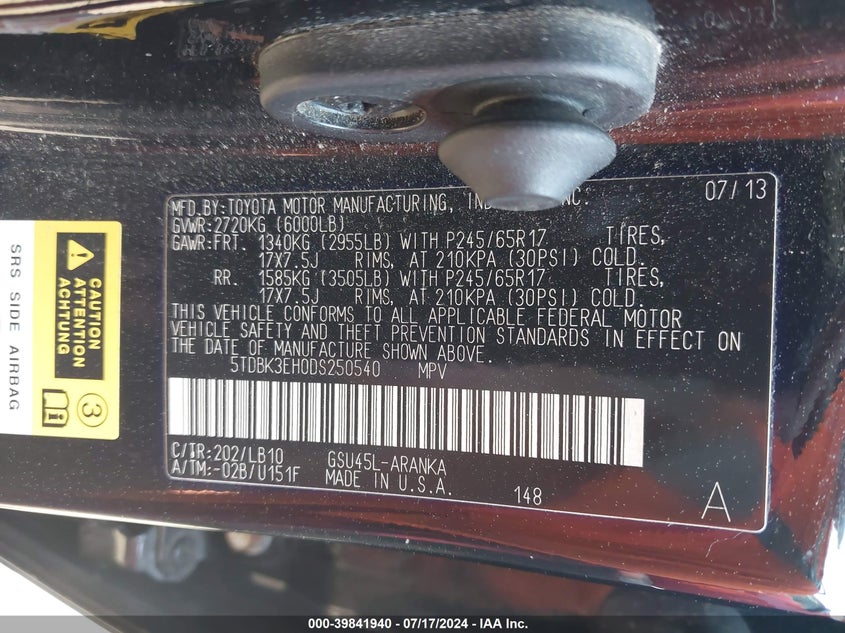 07/13
MFD.BY:TOYOTA MOTOR MANUFACTURING, INC.
GVWR:2720KG (6000LB)
GAWR:FRT. 1340KG (2955LB) WITH P245/65R17 TIRES,
17X7.5J RIMS, AT 210KPA (30PSI) COLD.
RR. 1585KG (3505LB) WITH P245/65R17 TIRES,
17X7.5J RIMS, AT 210KPA (30PSI) COLD.
THIS VEHICLE CONFORMS TO ALL APPLICABLE FEDERAL MOTOR
VEHICLE SAFETY AND THEFT PREVENTION STANDARDS IN EFFECT ON
THE DATE OF MANUFACTURE SHOWN ABOVE.
5TDBK3EH0DS250540 MPV
C/TR:202/LB10 GSU45L-ARANKA
A/TM:-02B/U151F MADE IN U.S.A.
148
A
CAUTION
ATTENTION
ACHTUNG
3
i
SRS SIDE AIRBAG
000-39841940 - 07/17/2024 - IAA, Inc.